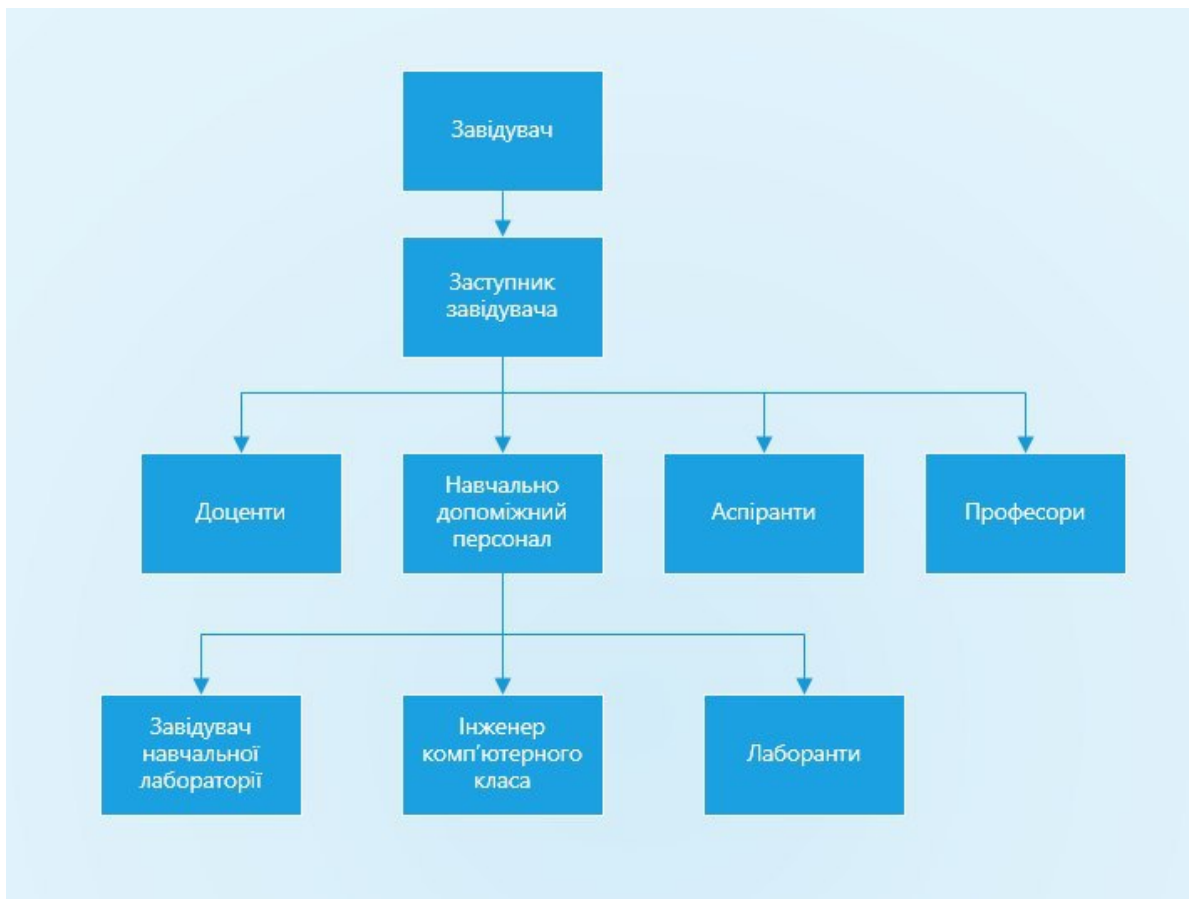 Завідувач
Заступник
завідувача
Доценти
Навчально
допоміжний
персонал
Аспіранти
Професори
Завідувач
навчальної
лабораторії
Інженер
комп'ютерного
класа
Лаборанти